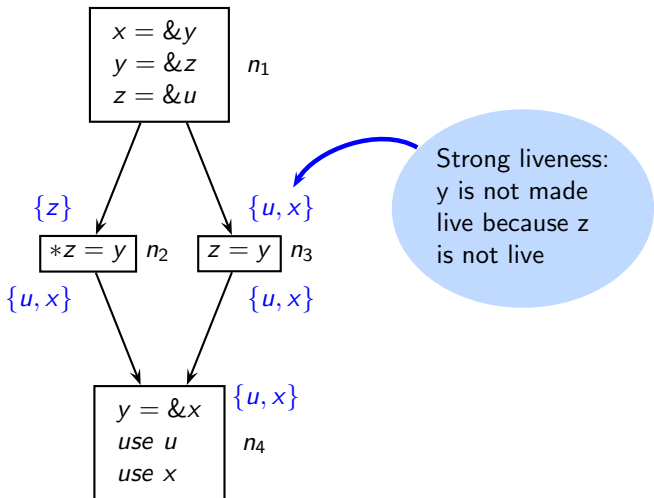 x = &y
y = &z
z = &u
n₁
Strong liveness:
y is not made
live because z
is not live
{z}
{u, x}
*z = y
n₂
z = y
n₃
{u, x}
{u, x}
y = &x
use u
use x
{u, x}
n₄